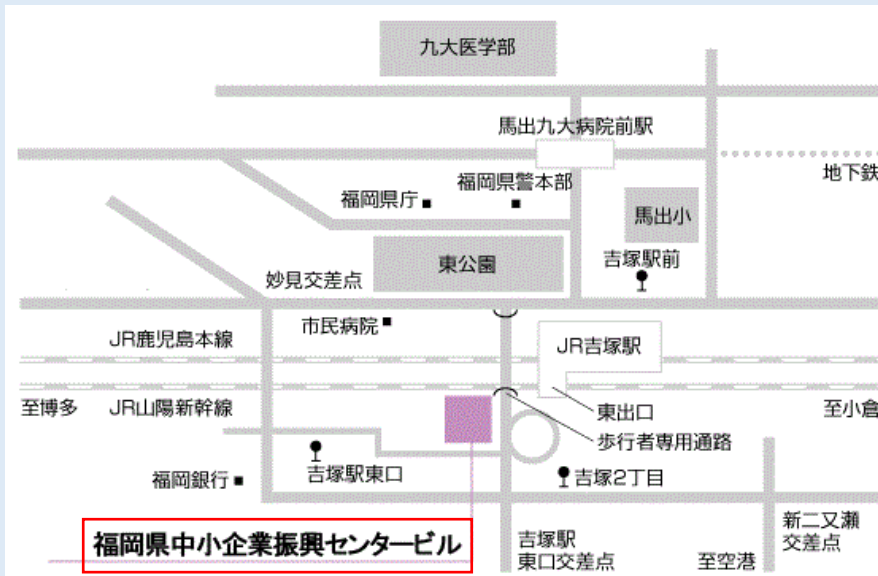 九大医学部
馬出九大病院前駅
地下鉄
福岡県警本部
福岡県庁
馬出小
東公園
吉塚駅前
妙見交差点
市民病院
JR鹿児島本線
JR吉塚駅
至博多
JR山陽新幹線
東出口
至小倉
歩行者専用通路
吉塚駅東口
福岡銀行
吉塚2丁目
福岡県中小企業振興センタービル
吉塚駅
東口交差点
至空港
新二又瀬
交差点